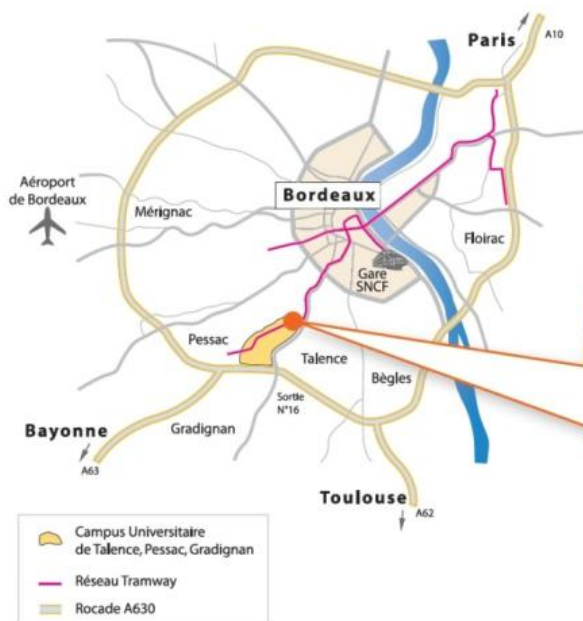 Paris
A10
Aéroport
de Bordeaux
Mérignac
Bordeaux
Floirac
Gare
SNCF
Pessac
Talence
Bègles
Sortie
N°16
Bayonne
Gradignan
A63
Toulouse
A62
Campus Universitaire
de Talence, Pessac, Gradignan
Réseau Tramway
Rocade A630